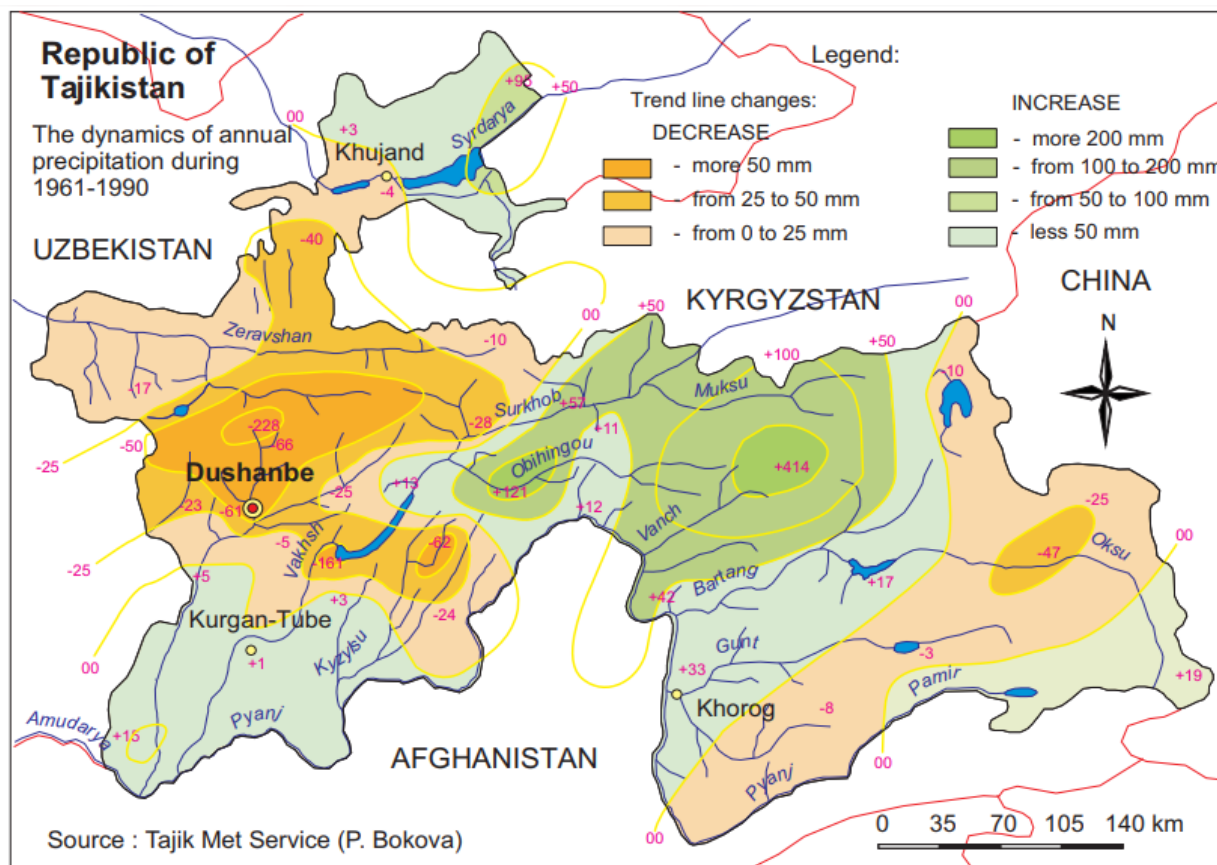 Republic of
Tajikistan
The dynamics of annual
precipitation during
1961-1990
Legend:
Trend line changes:
DECREASE
- more 50 mm
- from 25 to 50 mm
- from 0 to 25 mm
INCREASE
- more 200 mm
- from 100 to 200 mm
- from 50 to 100 mm
- less 50 mm
+98
+50
00
+3
Syrdarya
Khujand
-4
UZBEKISTAN
-40
KYRGYZSTAN
CHINA
N
00
+50
00
Zeravshan
-10
+100
+50
-17
10
Surkhob
+57
Muksu
-228
-28
+11
-50
-66
-25
Obihingou
Dushanbe
+414
-25
+13
+121
-23
-61
+12
-25
Vanch
-5
Vakhsh
-62
-47
Oksu
00
-25
-161
+5
Bartang
+17
+3
+42
-24
Kurgan-Tube
Kyzylsu
Gunt
-3
+1
00
+33
Pamir
+19
Khorog
-8
Amudarya
+15
Pyanj
AFGHANISTAN
00
Pyanj
00
Source : Tajik Met Service (P. Bokova)
0 35 70 105 140 km